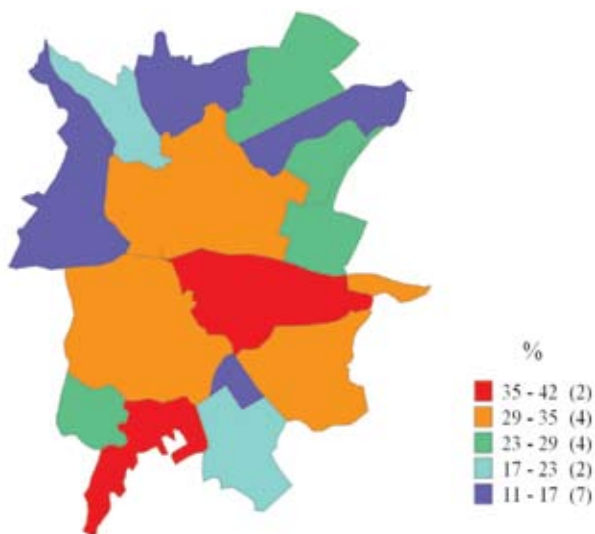 %
35 - 42 (2)
29 - 35 (4)
23 - 29 (4)
17 - 23 (2)
11 - 17 (7)